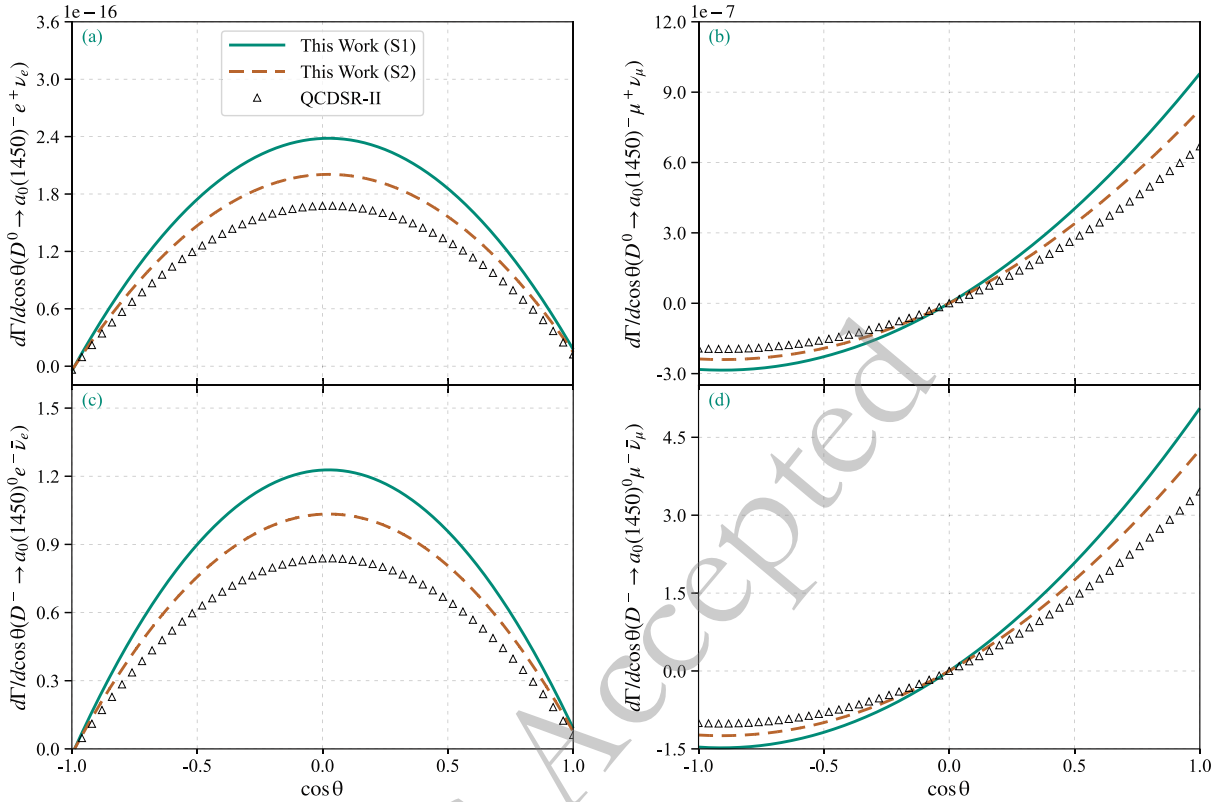 1e−16
(a)
3.6
3.0
2.4
1.8
1.2
0.6
0.0
dΓ/dcosθ(D⁰ → a₀(1450)⁻ e⁺ νₑ)
This Work (S1)
This Work (S2)
QCDSR-II
1e−7
(b)
12.0
9.0
6.0
3.0
0.0
-3.0
dΓ/dcosθ(D⁰ → a₀(1450)⁻ μ⁺ ν_μ)
(c)
1.5
1.2
0.9
0.6
0.3
0.0
dΓ/dcosθ(D⁻ → a₀(1450)⁰ e⁻ ν̄ₑ)
-1.0 -0.5 0.0 0.5 1.0
cos θ
(d)
4.5
3.0
1.5
0.0
-1.5
dΓ/dcosθ(D⁻ → a₀(1450)⁰ μ⁻ ν̄_μ)
-1.0 -0.5 0.0 0.5 1.0
cos θ
Accepted